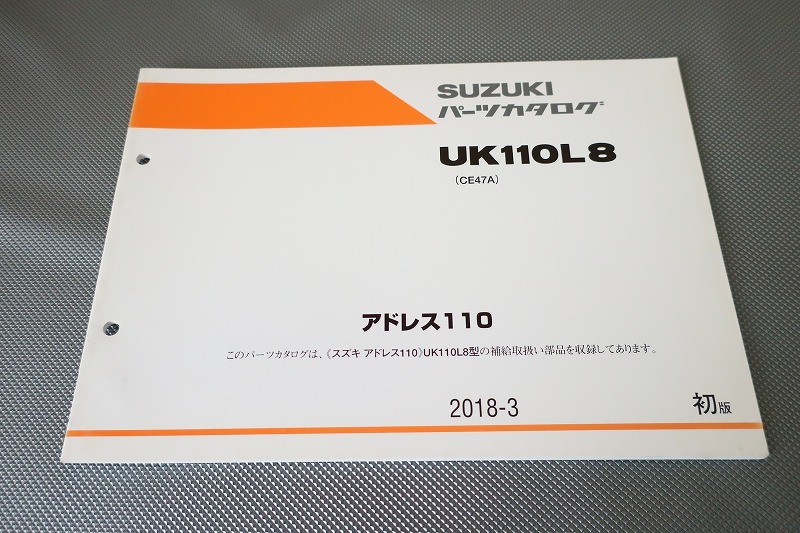 SUZUKI
パーツカタログ
UK110L8
(CE47A)
アドレス110
このパーツカタログは、《スズキ アドレス110》UK110L8型の補給取扱い部品を収録してあります。
2018-3
初版